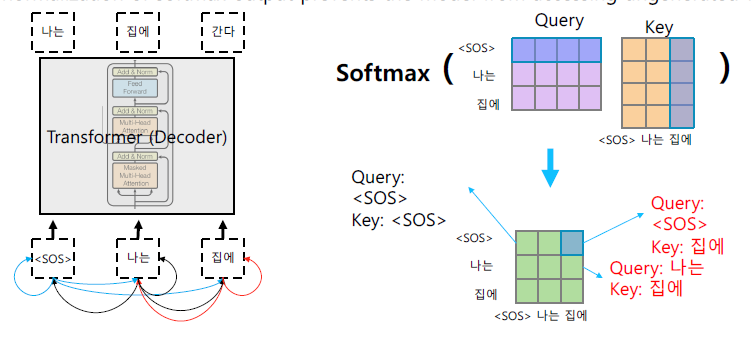 나는
집에
간다
Add & Norm
Feed
Forward
Add & Norm
Multi-Head
Attention
Transformer (Decoder)
Add & Norm
Masked
Multi-Head
Attention
<SOS>
나는
집에
Query
Key
Softmax ( )
<SOS>
나는
집에
<SOS> 나는 집에
Query:
<SOS>
Key: <SOS>
Query:
<SOS>
Key: 집에
Query: 나는
Key: 집에
<SOS>
나는
집에
<SOS> 나는 집에